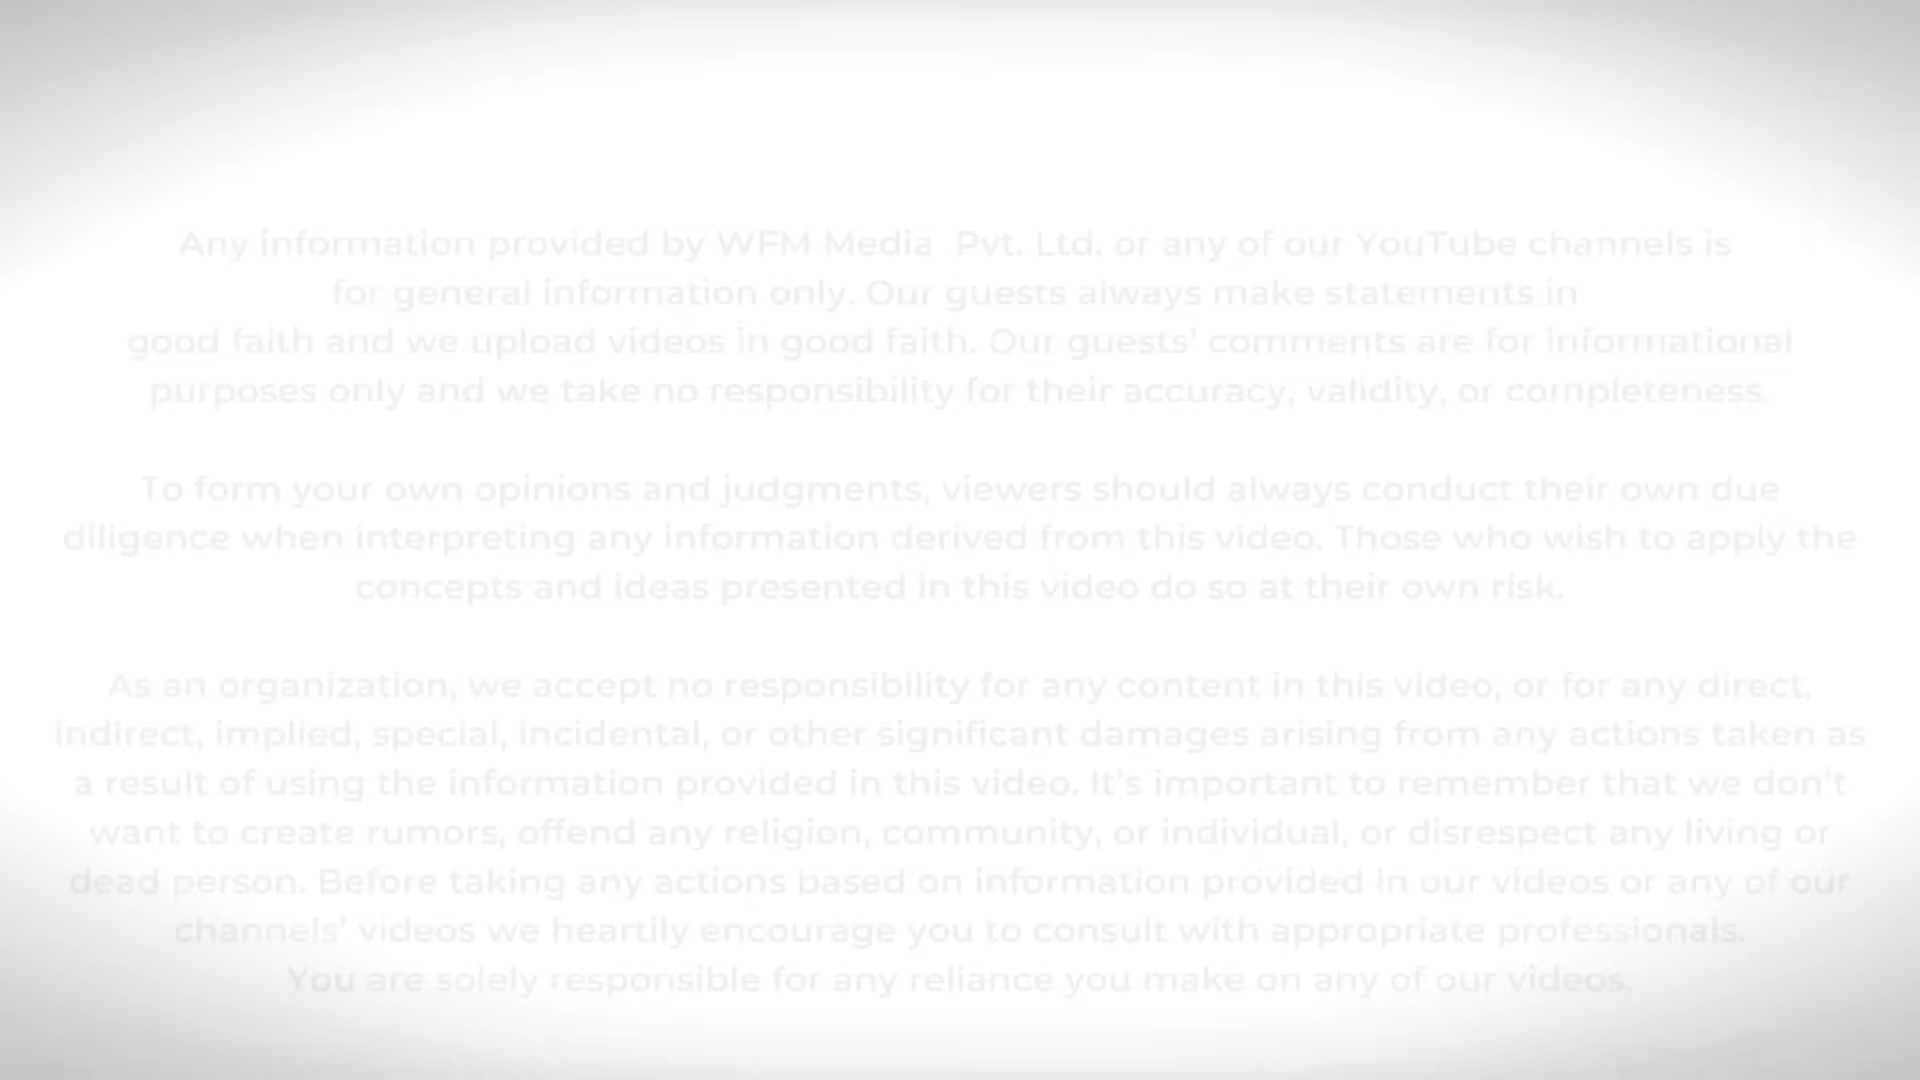 Any information provided by WFM Media Pvt. Ltd. or any of our YouTube channels is
for general information only. Our guests always make statements in
good faith and we upload videos in good faith. Our guests' comments are for informational
purposes only and we take no responsibility for their accuracy, validity, or completeness.
To form your own opinions and judgments, viewers should always conduct their own due
diligence when interpreting any information derived from this video. Those who wish to apply the
concepts and ideas presented in this video do so at their own risk.
As an organization, we accept no responsibility for any content in this video, or for any direct,
indirect, implied, special, incidental, or other significant damages arising from any actions taken as
a result of using the information provided in this video. It's important to remember that we don't
want to create rumors, offend any religion, community, or individual, or disrespect any living or
dead person. Before taking any actions based on information provided in our videos or any of our
channels' videos we heartily encourage you to consult with appropriate professionals.
You are solely responsible for any reliance you make on any of our videos.